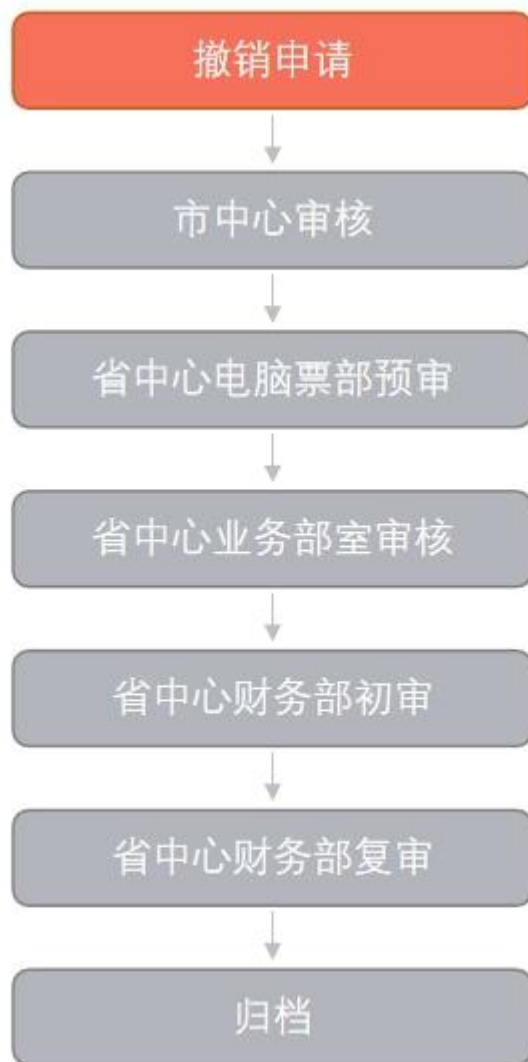 撤销申请
市中心审核
省中心电脑票部预审
省中心业务部室审核
省中心财务部初审
省中心财务部复审
归档